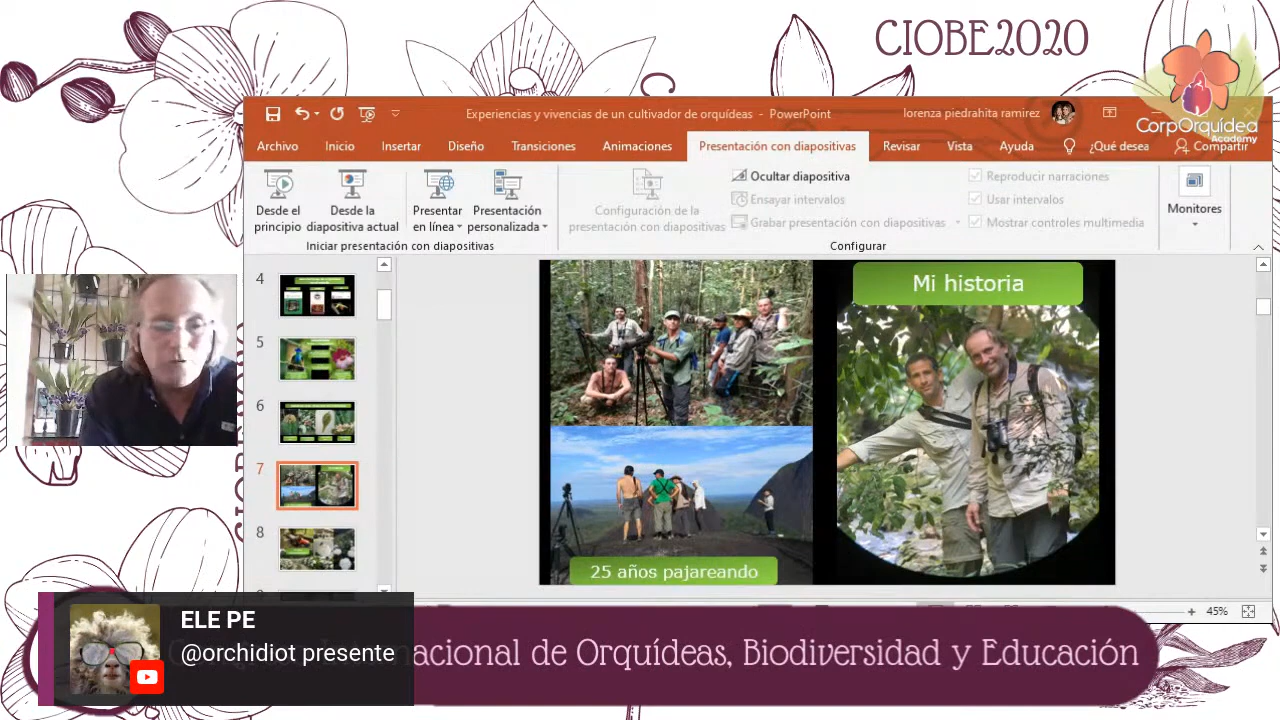 CIOBE2020
CorpOrquídea
Academy
Experiencias y vivencias de un cultivador de orquídeas - PowerPoint
lorenza piedrahita ramirez
Archivo Inicio Insertar Diseño Transiciones Animaciones Presentación con diapositivas Revisar Vista Ayuda ¿Qué desea Compartir
Desde el principio
Desde la diapositiva actual
Presentar en línea
Presentación personalizada
Iniciar presentación con diapositivas
Configuración de la presentación con diapositivas
Ocultar diapositiva
Ensayar intervalos
Grabar presentación con diapositivas
Reproducir narraciones
Usar intervalos
Mostrar controles multimedia
Configurar
Monitores
4
5
6
7
8
Mi historia
25 años pajareando
45%
ELE PE
@orchidiot presente
nacional de Orquídeas, Biodiversidad y Educación